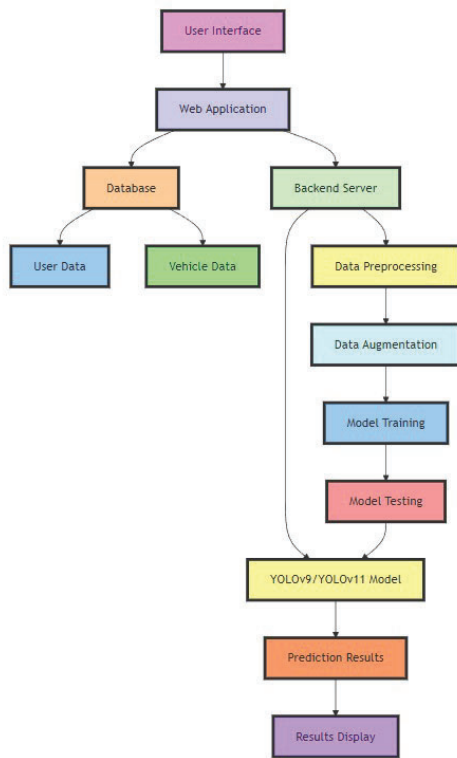 User Interface
Web Application
Database
Backend Server
User Data
Vehicle Data
Data Preprocessing
Data Augmentation
Model Training
Model Testing
YOLOv9/YOLOv11 Model
Prediction Results
Results Display